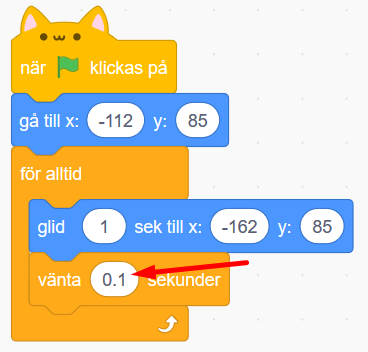 när klickas på
gå till x: -112 y: 85
för alltid
glid 1 sek till x: -162 y: 85
vänta 0.1 sekunder